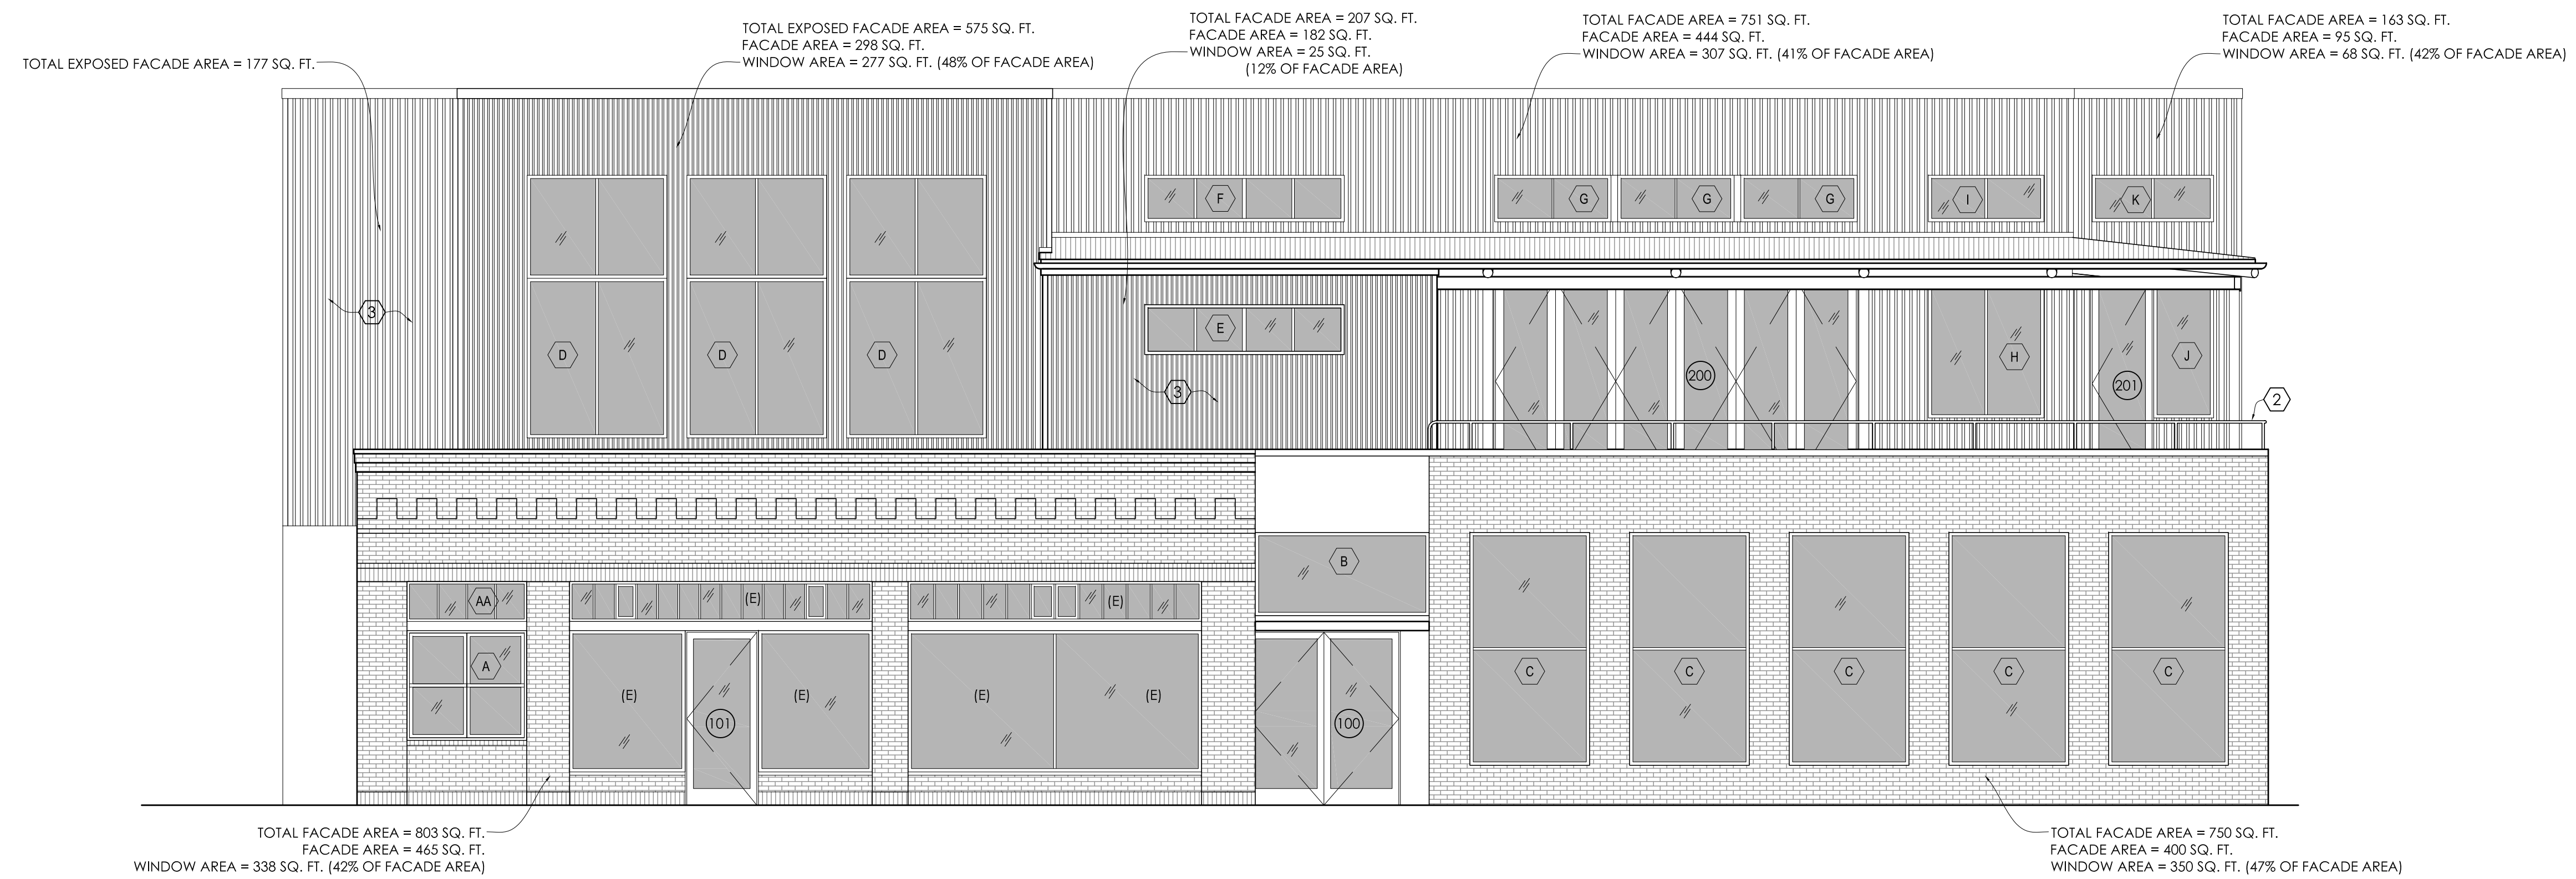 TOTAL EXPOSED FACADE AREA = 177 SQ. FT.
TOTAL EXPOSED FACADE AREA = 575 SQ. FT.
FACADE AREA = 298 SQ. FT.
WINDOW AREA = 277 SQ. FT. (48% OF FACADE AREA)
TOTAL FACADE AREA = 207 SQ. FT.
FACADE AREA = 182 SQ. FT.
WINDOW AREA = 25 SQ. FT.
(12% OF FACADE AREA)
TOTAL FACADE AREA = 751 SQ. FT.
FACADE AREA = 444 SQ. FT.
WINDOW AREA = 307 SQ. FT. (41% OF FACADE AREA)
TOTAL FACADE AREA = 163 SQ. FT.
FACADE AREA = 95 SQ. FT.
WINDOW AREA = 68 SQ. FT. (42% OF FACADE AREA)
F
G
G
G
I
K
3
D
D
D
E
3
200
H
201
J
2
AA
(E)
(E)
B
A
(E)
101
(E)
(E)
(E)
100
C
C
C
C
C
TOTAL FACADE AREA = 803 SQ. FT.
FACADE AREA = 465 SQ. FT.
WINDOW AREA = 338 SQ. FT. (42% OF FACADE AREA)
TOTAL FACADE AREA = 750 SQ. FT.
FACADE AREA = 400 SQ. FT.
WINDOW AREA = 350 SQ. FT. (47% OF FACADE AREA)